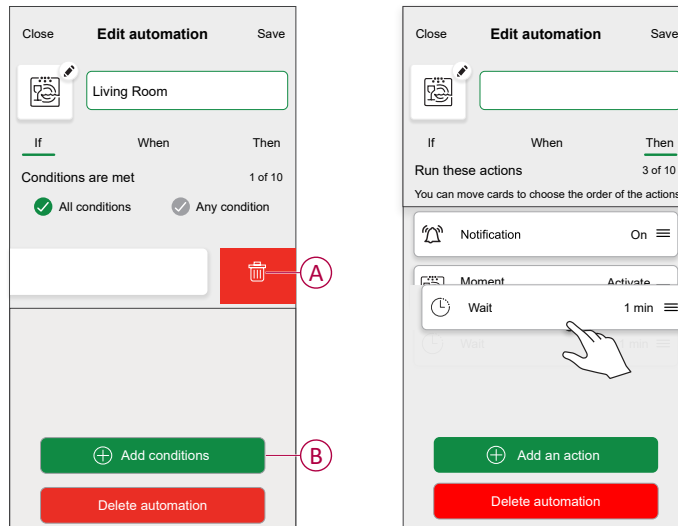 Close Edit automation Save
Living Room
If When Then
Conditions are met 1 of 10
All conditions Any condition
A
Add conditions
B
Delete automation
Close Edit automation Save
If When Then
Run these actions 3 of 10
You can move cards to choose the order of the actions
Notification On
Moment Activate
Wait 1 min
Wait 1 min
Add an action
Delete automation